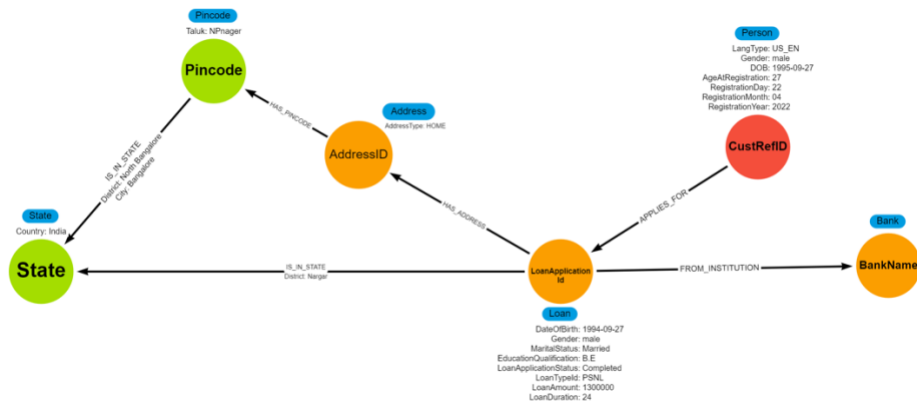 Pincode
Taluk: NPnager
Pincode
Person
LangType: US_EN
Gender: male
DOB: 1995-09-27
AgeAtRegistration: 27
RegistrationDay: 22
RegistrationMonth: 04
RegistrationYear: 2022
CustRefID
HAS_PINCODE
Address
AddressType: HOME
AddressID
IS_IN_STATE
District: North Bangalore
City: Bangalore
HAS_ADDRESS
APPLIES_FOR
State
Country: India
State
IS_IN_STATE
District: Nargar
LoanApplication
Id
FROM_INSTITUTION
Bank
BankName
Loan
DateOfBirth: 1994-09-27
Gender: male
MaritalStatus: Married
EducationQualification: B.E
LoanApplicationStatus: Completed
LoanTypeId: PSNL
LoanAmount: 1300000
LoanDuration: 24